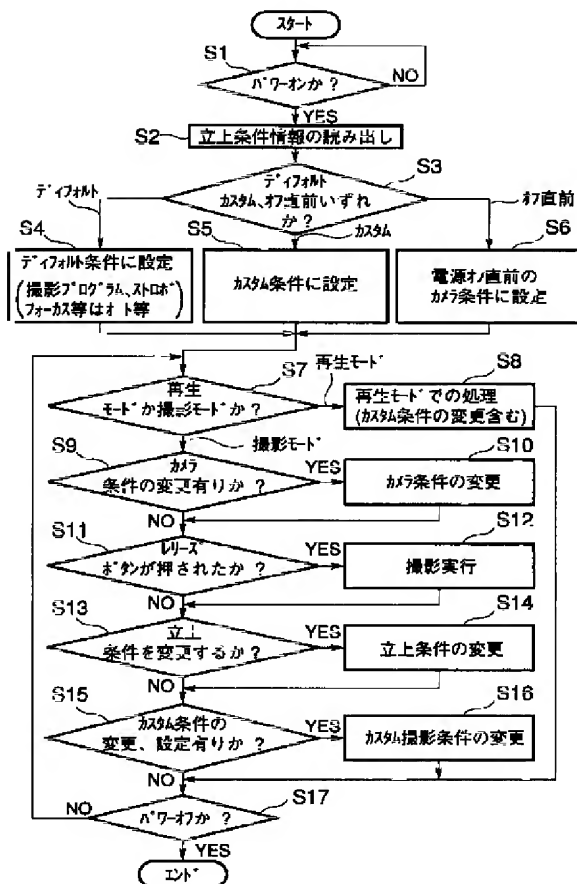 スタート
S1
パワーオンか？
NO
YES
S2
立上条件情報の読み出し
S3
ディフォルト
カスタム、オフ直前いずれ
か？
ディフォルト
カスタム
オフ直前
S4
ディフォルト条件に設定
(撮影プログラム、ストロボ
フォーカス等はオート等)
S5
カスタム条件に設定
S6
電源オフ直前の
カメラ条件に設定
S7
再生
モードか撮影モードか？
再生モード
撮影モード
S8
再生モードでの処理
(カスタム条件の変更含む)
S9
カメラ
条件の変更有りか？
YES
NO
S10
カメラ条件の変更
S11
レリーズ
ボタンが押されたか？
YES
NO
S12
撮影実行
S13
立上
条件を変更するか？
YES
NO
S14
立上条件の変更
S15
カスタム条件の
変更、設定有りか？
YES
NO
S16
カスタム撮影条件の変更
S17
パワーオフか？
NO
YES
エンド